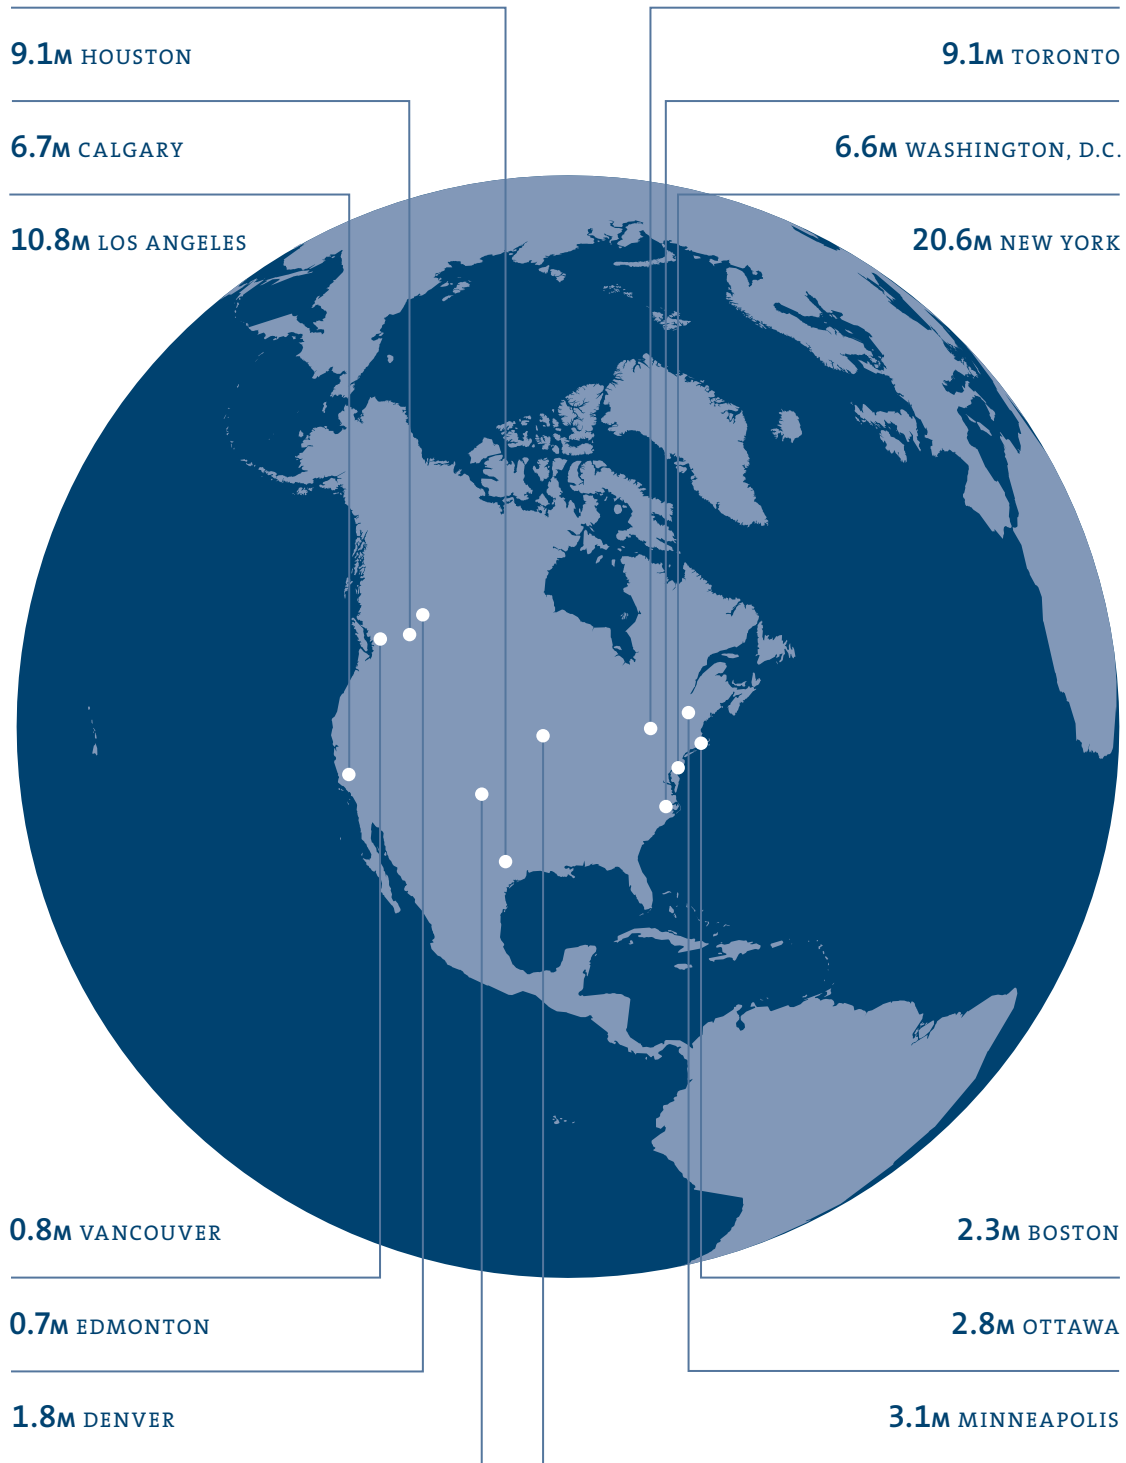 9.1M HOUSTON
9.1M TORONTO
6.7M CALGARY
6.6M WASHINGTON, D.C.
10.8M LOS ANGELES
20.6M NEW YORK
0.8M VANCOUVER
2.3M BOSTON
0.7M EDMONTON
2.8M OTTAWA
1.8M DENVER
3.1M MINNEAPOLIS